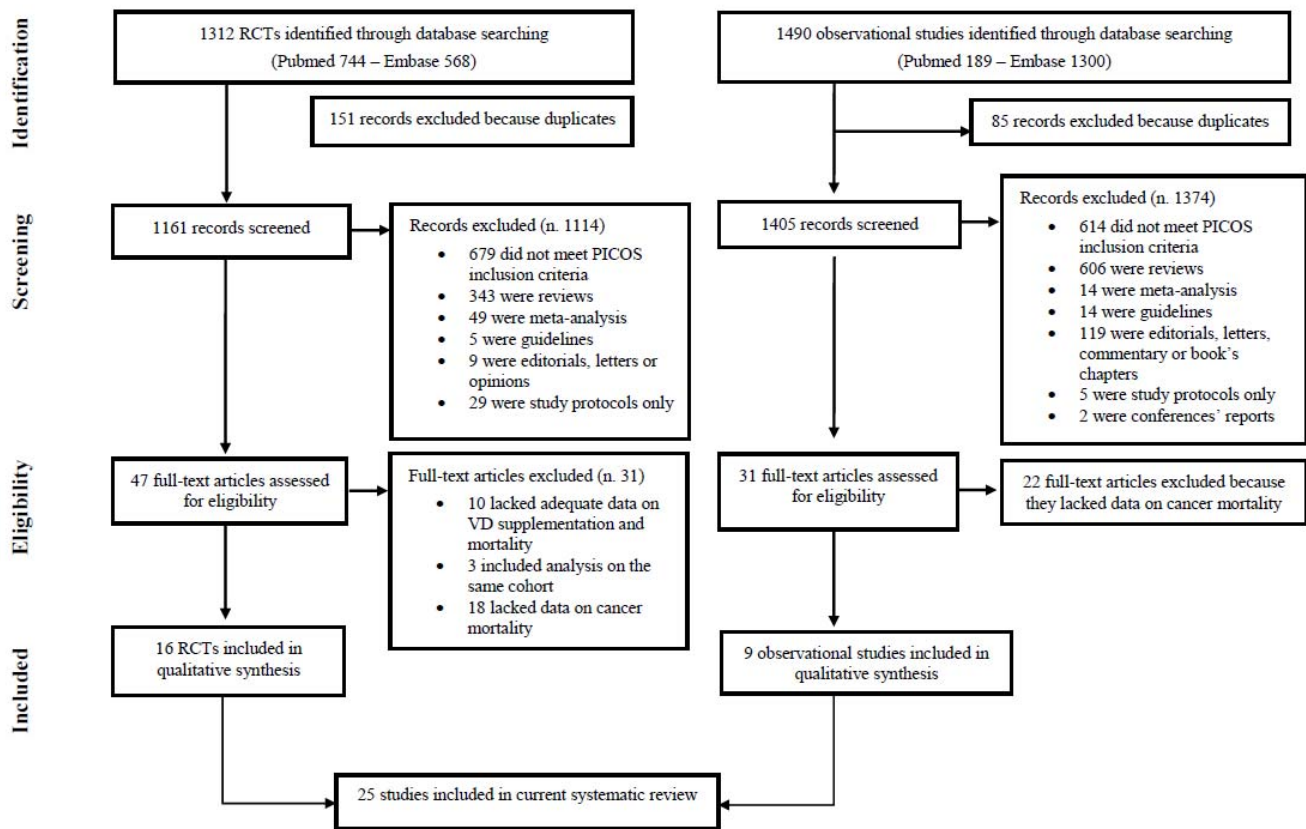 Identification
1312 RCTs identified through database searching
(Pubmed 744 – Embase 568)
1490 observational studies identified through database searching
(Pubmed 189 – Embase 1300)
151 records excluded because duplicates
85 records excluded because duplicates
Screening
1161 records screened
Records excluded (n. 1114)
• 679 did not meet PICOS
inclusion criteria
• 343 were reviews
• 49 were meta-analysis
• 5 were guidelines
• 9 were editorials, letters or
opinions
• 29 were study protocols only
1405 records screened
Records excluded (n. 1374)
• 614 did not meet PICOS
inclusion criteria
• 606 were reviews
• 14 were meta-analysis
• 14 were guidelines
• 119 were editorials, letters,
commentary or book’s
chapters
• 5 were study protocols only
• 2 were conferences’ reports
Eligibility
47 full-text articles assessed
for eligibility
Full-text articles excluded (n. 31)
• 10 lacked adequate data on
VD supplementation and
mortality
• 3 included analysis on the
same cohort
• 18 lacked data on cancer
mortality
31 full-text articles assessed
for eligibility
22 full-text articles excluded because
they lacked data on cancer mortality
Included
16 RCTs included in
qualitative synthesis
9 observational studies included in
qualitative synthesis
25 studies included in current systematic review